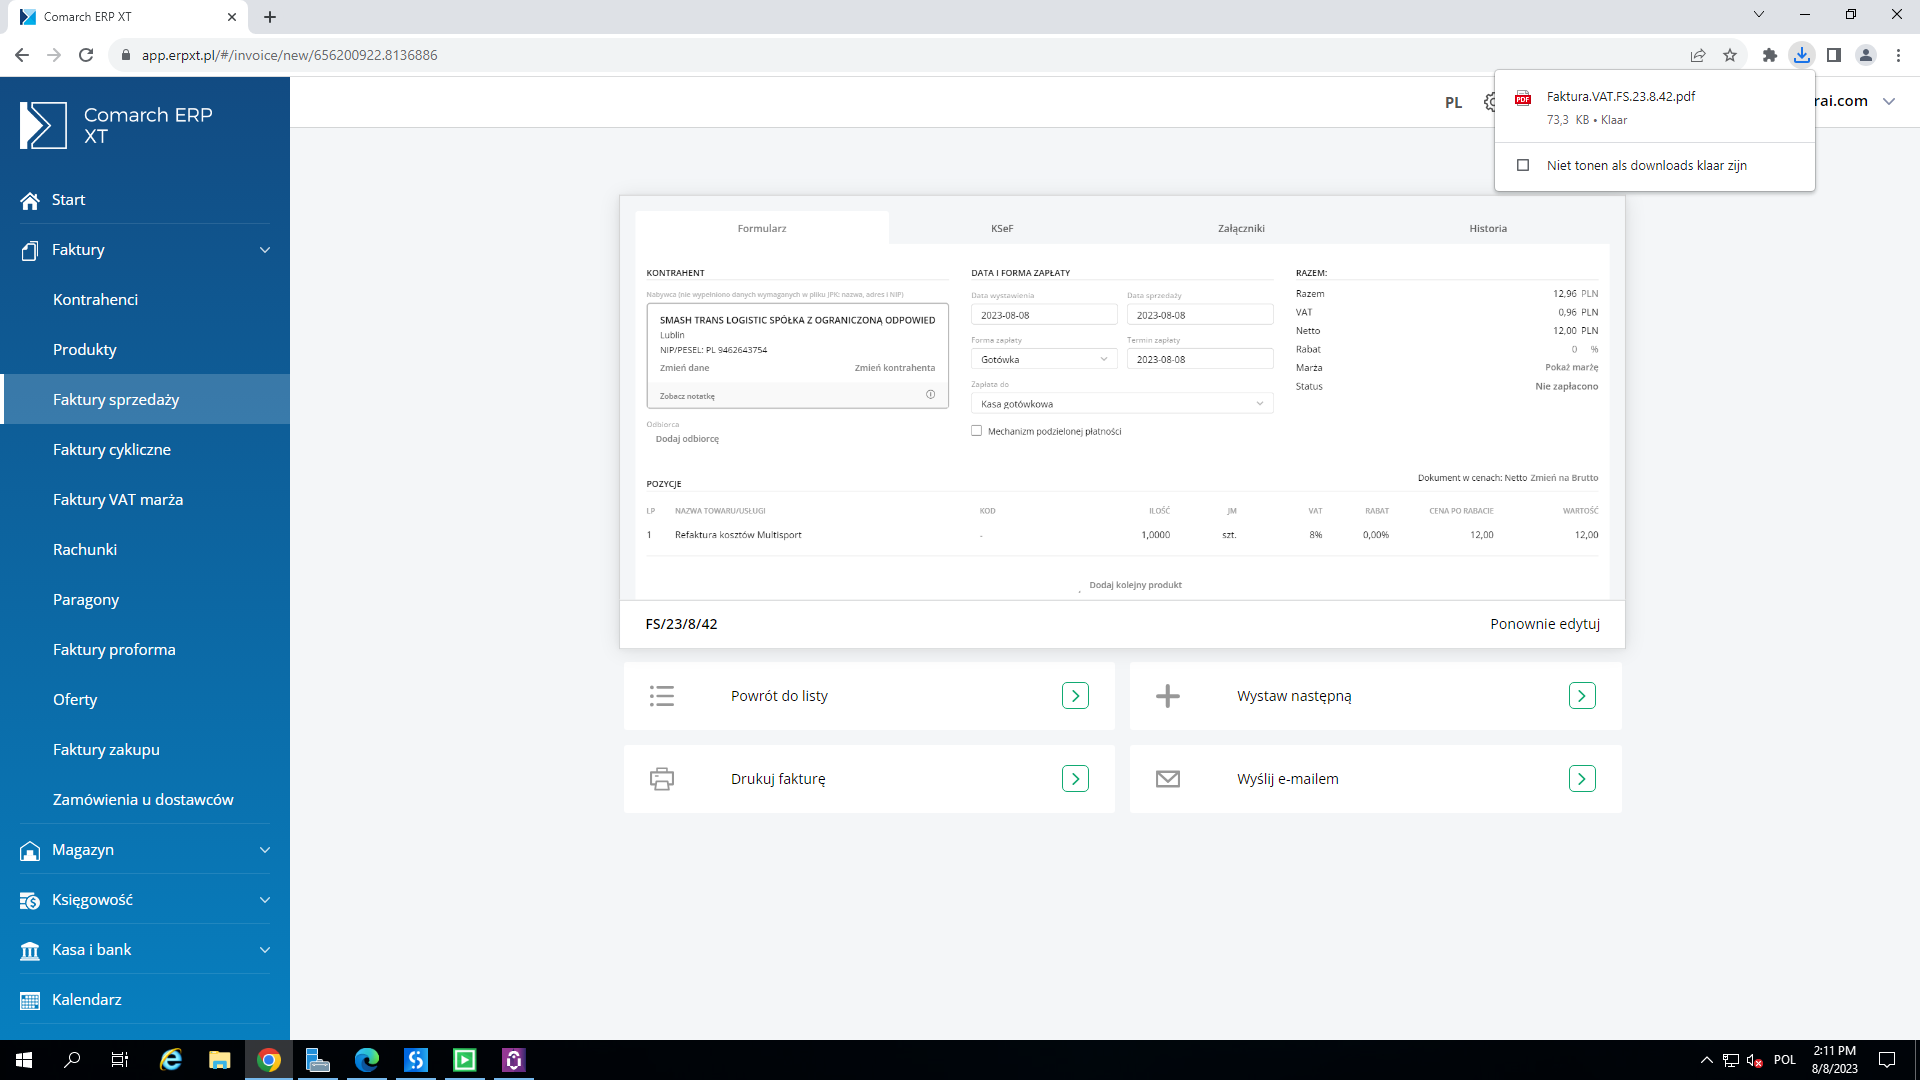 Comarch ERP XT
app.erpxt.pl/#/invoice/new/656200922.8136886
Comarch ERP
XT
PL
rai.com
PDF
Faktura.VAT.FS.23.8.42.pdf
73,3 KB • Klaar
Niet tonen als downloads klaar zijn
Start
Faktury
Kontrahenci
Produkty
Faktury sprzedaży
Faktury cykliczne
Faktury VAT marża
Rachunki
Paragony
Faktury proforma
Oferty
Faktury zakupu
Zamówienia u dostawców
Magazyn
Księgowość
Kasa i bank
Kalendarz
Formularz
KSeF
Załączniki
Historia
KONTRAHENT
Nabywca (nie wypełniono danych wymaganych w pliku JPK: nazwa, adres i NIP)
SMASH TRANS LOGISTIC SPÓŁKA Z OGRANICZONĄ ODPOWIED
Lublin
NIP/PESEL: PL 9462643754
Zmień dane
Zmień kontrahenta
Zobacz notatkę
Odbiorca
Dodaj odbiorcę
DATA I FORMA ZAPŁATY
Data wystawienia
Data sprzedaży
2023-08-08
2023-08-08
Forma zapłaty
Termin zapłaty
Gotówka
2023-08-08
Zapłata do
Kasa gotówkowa
Mechanizm podzielonej płatności
RAZEM:
Razem 12,96 PLN
VAT 0,96 PLN
Netto 12,00 PLN
Rabat 0 %
Marża Pokaż marżę
Status Nie zapłacono
POZYCJE
Dokument w cenach: Netto Zmień na Brutto
LP NAZWA TOWARU/USŁUGI KOD ILOŚĆ JM VAT RABAT CENA PO RABACIE WARTOŚĆ
1 Refaktura kosztów Multisport - 1,0000 szt. 8% 0,00% 12,00 12,00
Dodaj kolejny produkt
FS/23/8/42
Ponownie edytuj
Powrót do listy
Wystaw następną
Drukuj fakturę
Wyślij e-mailem
POL
2:11 PM
8/8/2023